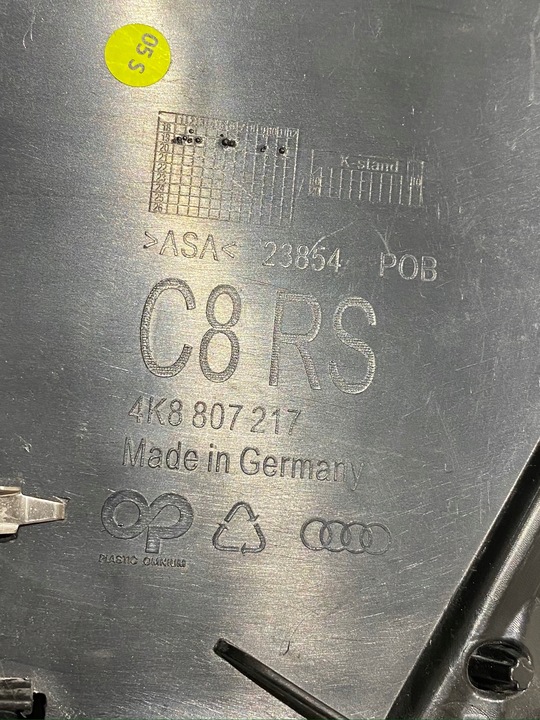 05 S
X-stand
>ASA< 23854 POB
C8 RS
4K8 807 217
Made in Germany
PLASTIC OMNIUM